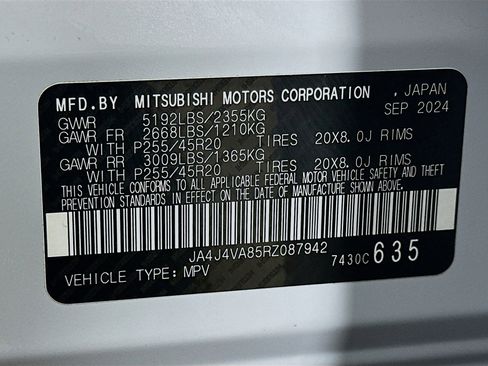 MFD.BY MITSUBISHI MOTORS CORPORATION , JAPAN
GVWR 5192LBS/2355KG SEP 2024
GAWR FR 2668LBS/1210KG
WITH P255/45R20 TIRES 20X8.0J RIMS
GAWR RR 3009LBS/1365KG
WITH P255/45R20 TIRES 20X8.0J RIMS
THIS VEHICLE CONFORMS TO ALL APPLICABLE FEDERAL MOTOR VEHICLE SAFETY AND THEFT
PREVENTION STANDARDS IN EFFECT ON THE DATE OF MANUFACTURE SHOWN ABOVE.
JA4J4VA85RZ087942 7430C 635
VEHICLE TYPE: MPV